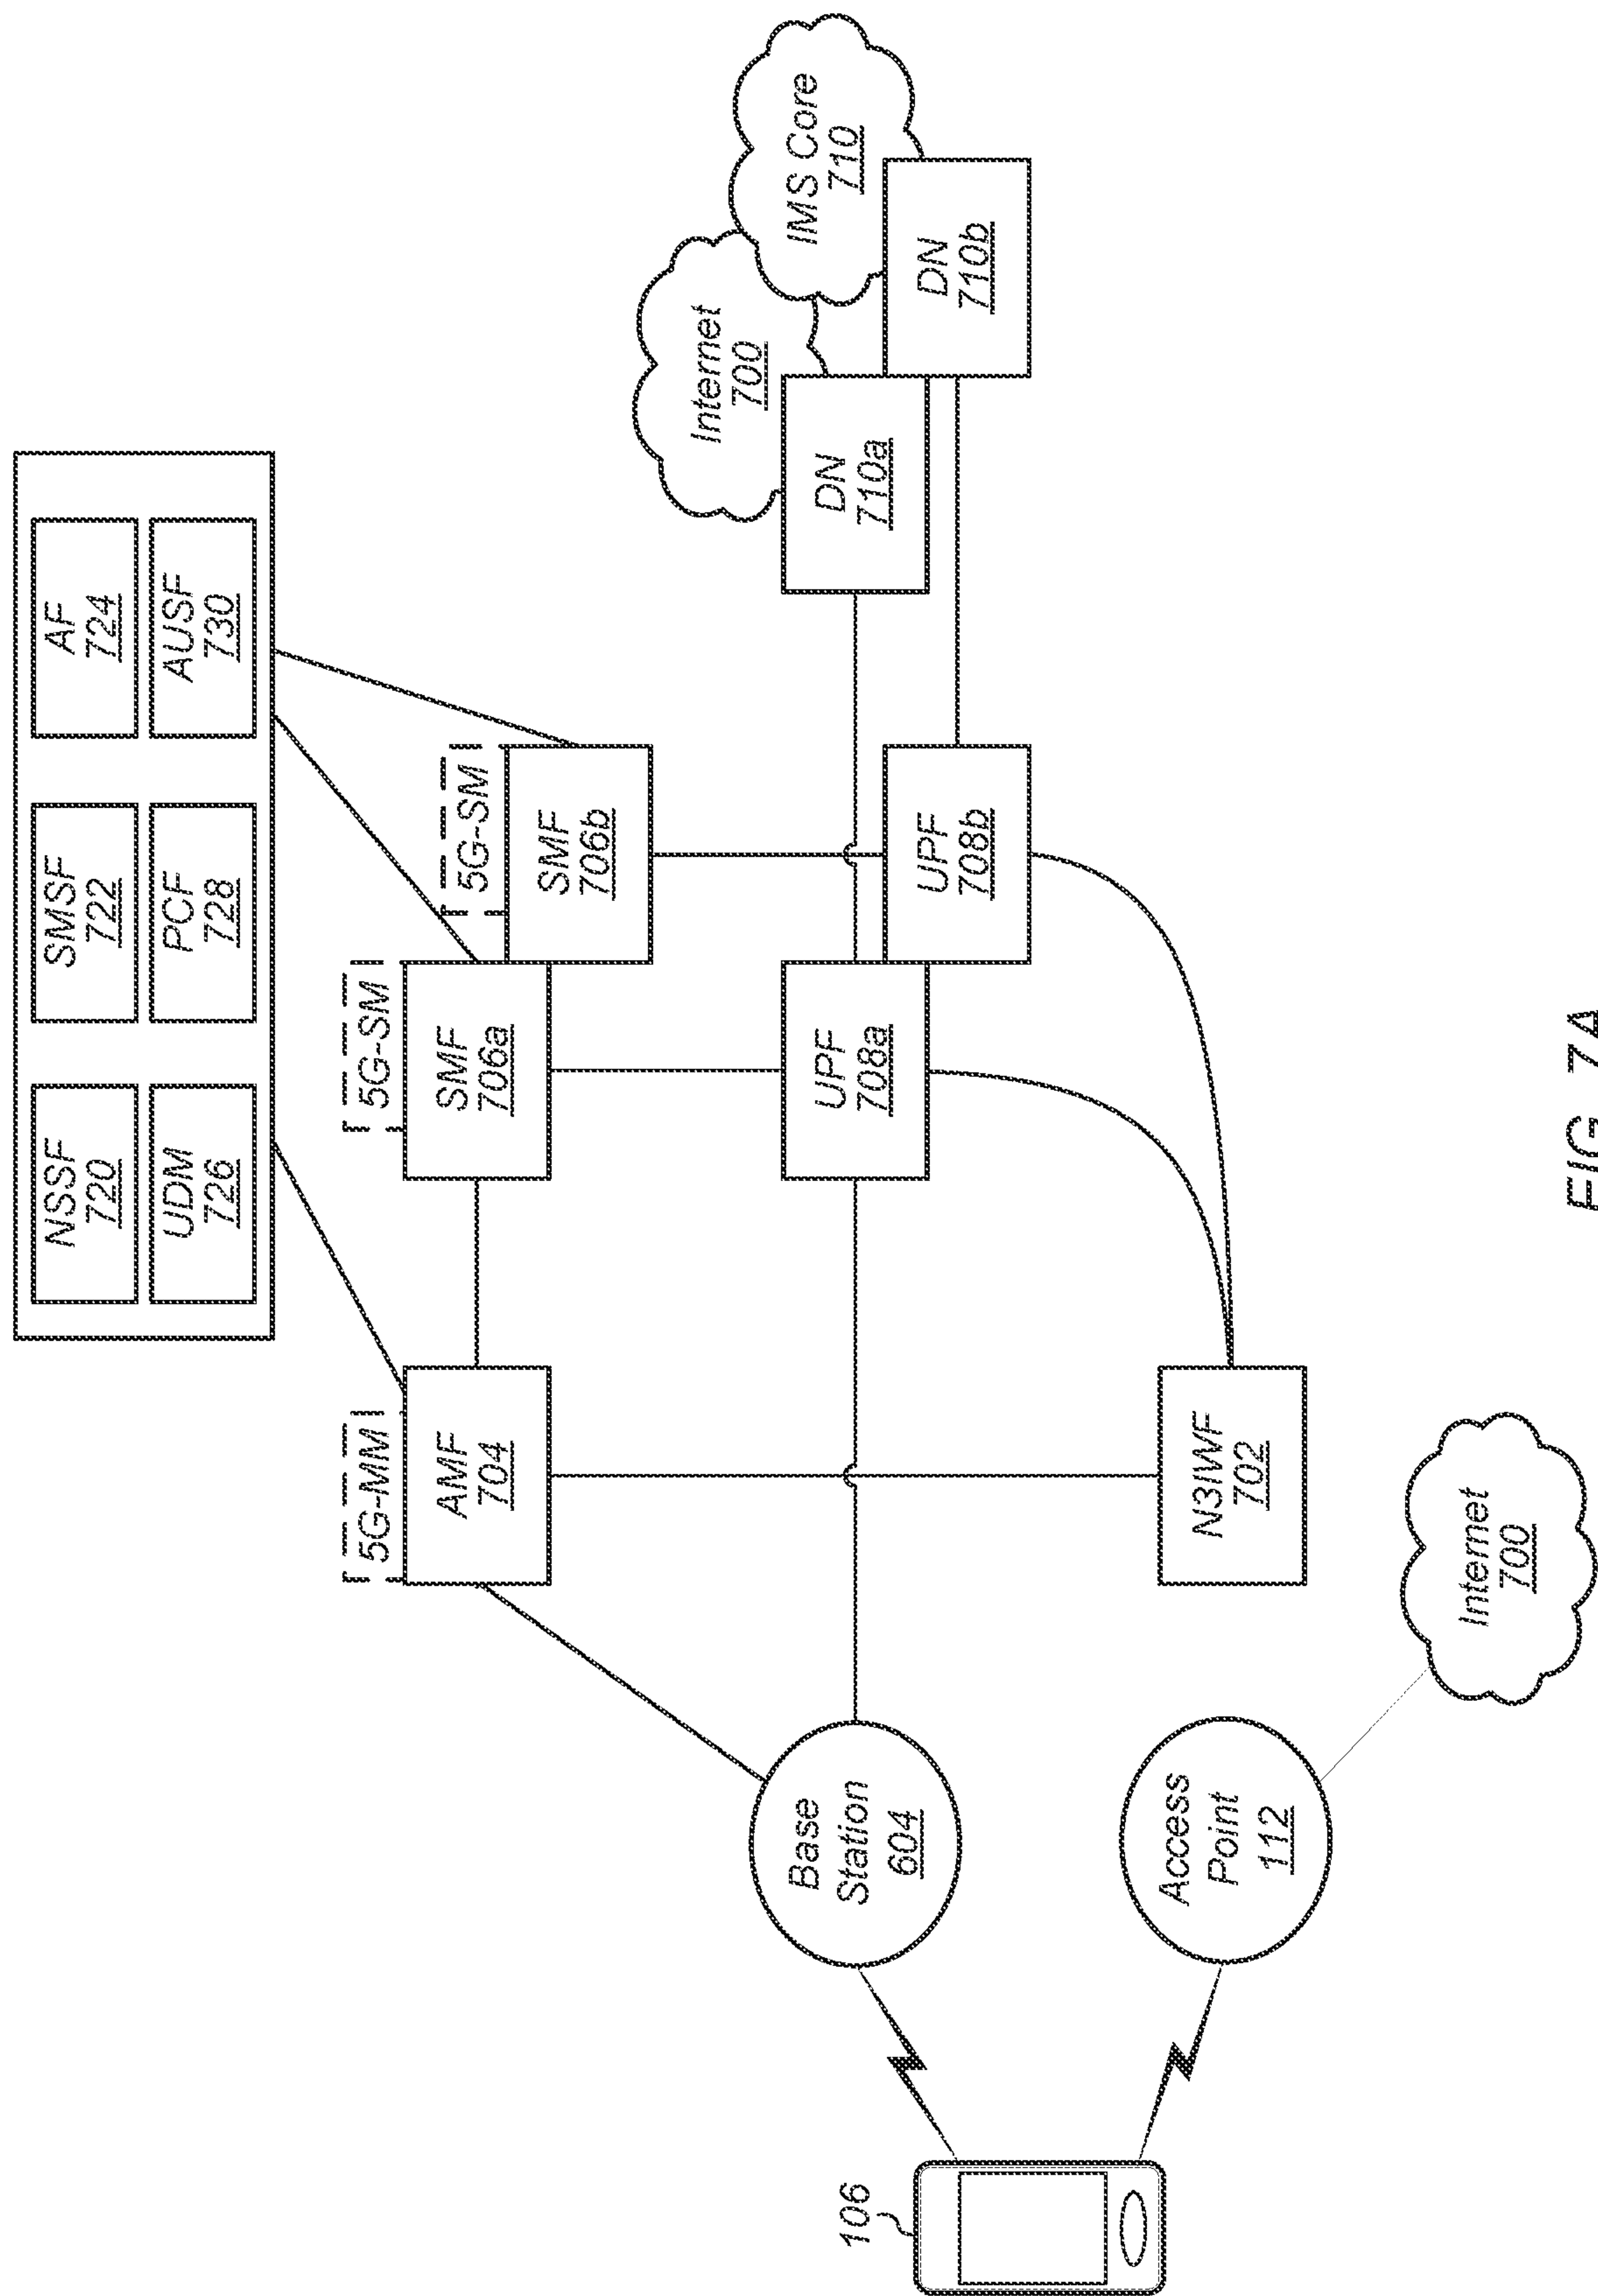 NSSF
720
SMSF
722
AF
724
UDM
726
PCF
728
AUSF
730
5G-MM
5G-SM
5G-SM
AMF
704
SMF
706a
SMF
706b
Internet
700
IMS Core
710
Base
Station
604
UPF
708a
UPF
708b
DN
710a
DN
710b
106
Access
Point
112
N3IWF
702
Internet
700
FIG. 7A